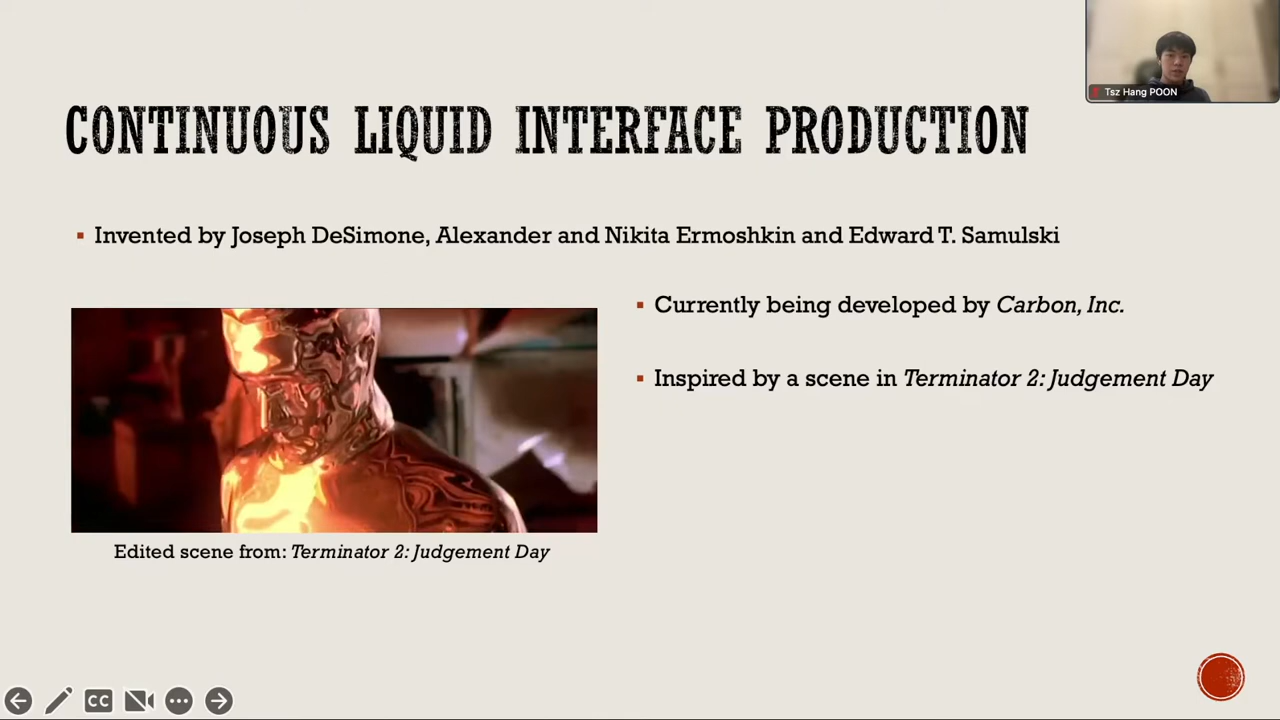 Tsz Hang POON
CONTINUOUS LIQUID INTERFACE PRODUCTION
▪ Invented by Joseph DeSimone, Alexander and Nikita Ermoshkin and Edward T. Samulski
▪ Currently being developed by Carbon, Inc.
▪ Inspired by a scene in Terminator 2: Judgement Day
Edited scene from: Terminator 2: Judgement Day
CC